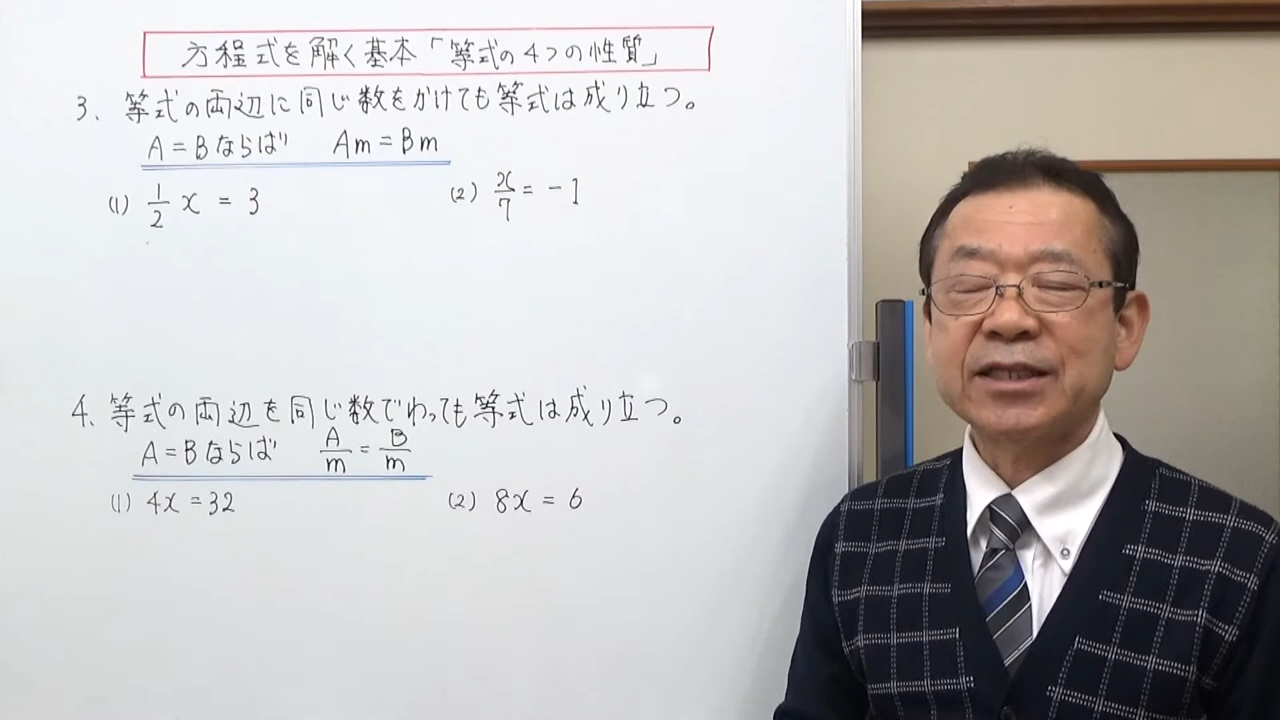 方程式を解く基本「等式の4つの性質」
3. 等式の両辺に同じ数をかけても等式は成り立つ。
A=Bならば Am=Bm
(1) 1/2 x = 3 (2) x/7 = -1
4. 等式の両辺を同じ数でわっても等式は成り立つ。
A=Bならば A/m = B/m
(1) 4x=32 (2) 8x=6